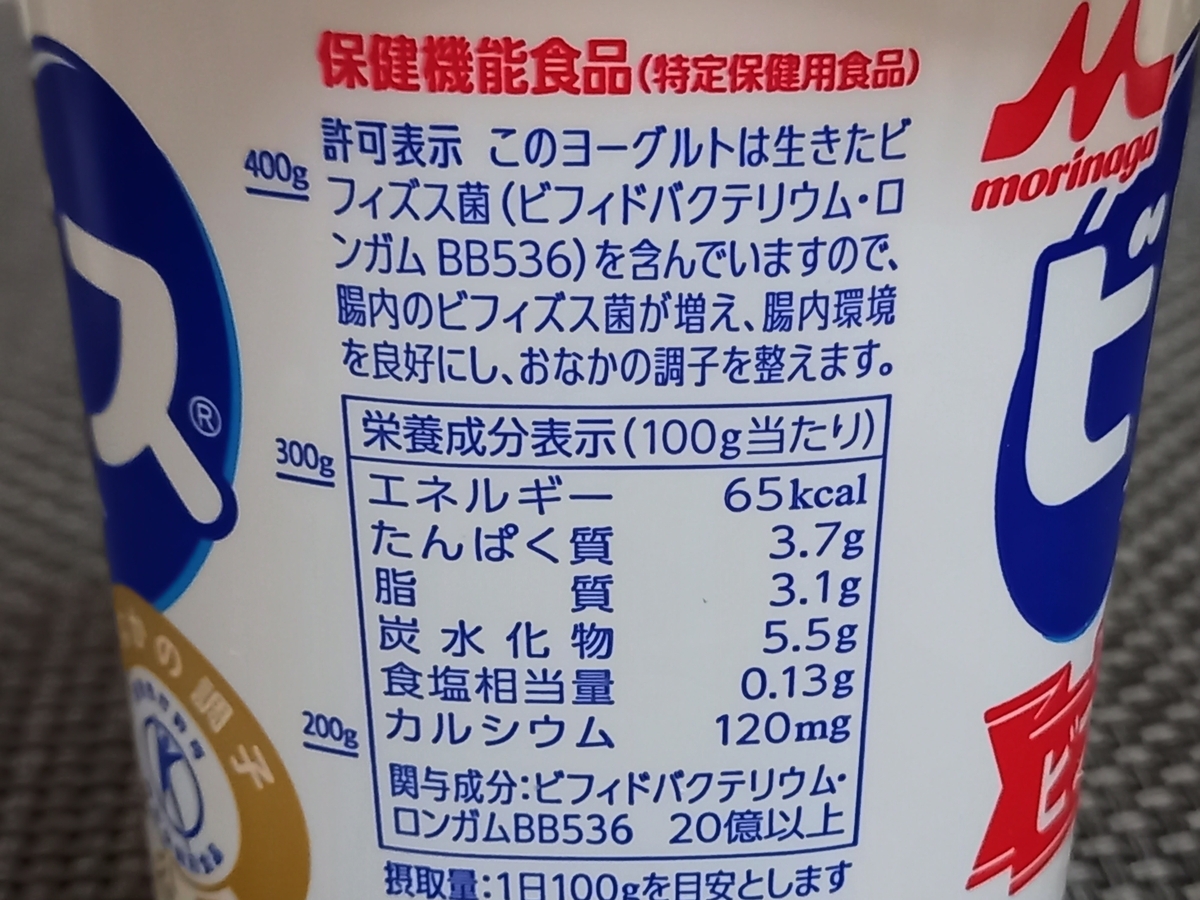 保健機能食品(特定保健用食品)
許可表示 このヨーグルトは生きたビ
フィズス菌(ビフィドバクテリウム・ロ
ンガム BB536)を含んでいますので、
腸内のビフィズス菌が増え、腸内環境
を良好にし、おなかの調子を整えます。
400g
300g
200g
栄養成分表示(100g当たり)
エネルギー 65kcal
たんぱく質 3.7g
脂質 3.1g
炭水化物 5.5g
食塩相当量 0.13g
カルシウム 120mg
関与成分:ビフィドバクテリウム・
ロンガムBB536 20億以上
摂取量:1日100gを目安とします
ス®
の調子
morinaga
ビ
ビ